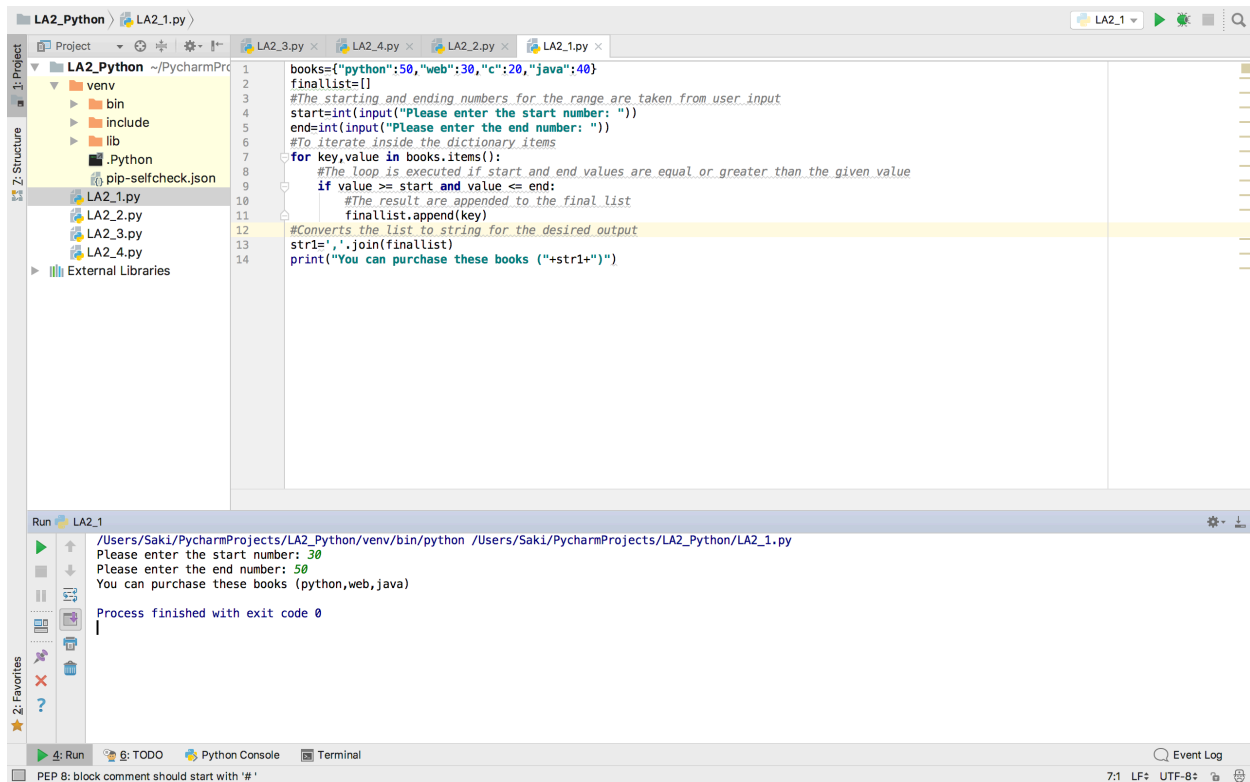 LA2_Python LA2_1.py LA2_1
1: Project
Project
LA2_3.py LA2_4.py LA2_2.py LA2_1.py
LA2_Python ~/PycharmPrc
venv
bin
include
lib
.Python
pip-selfcheck.json
LA2_1.py
LA2_2.py
LA2_3.py
LA2_4.py
External Libraries
Z: Structure
1 books={"python":50,"web":30,"c":20,"java":40}
2 finallist=[]
3 #The starting and ending numbers for the range are taken from user input
4 start=int(input("Please enter the start number: "))
5 end=int(input("Please enter the end number: "))
6 #To iterate inside the dictionary items
7 for key,value in books.items():
8 #The loop is executed if start and end values are equal or greater than the given value
9 if value >= start and value <= end:
10 #The result are appended to the final list
11 finallist.append(key)
12 #Converts the list to string for the desired output
13 str1=','.join(finallist)
14 print("You can purchase these books ("+str1+")")
Run LA2_1
/Users/Saki/PycharmProjects/LA2_Python/venv/bin/python /Users/Saki/PycharmProjects/LA2_Python/LA2_1.py
Please enter the start number: 30
Please enter the end number: 50
You can purchase these books (python,web,java)
Process finished with exit code 0
2: Favorites
4: Run 6: TODO Python Console Terminal Event Log
PEP 8: block comment should start with '# ' 7:1 LF UTF-8